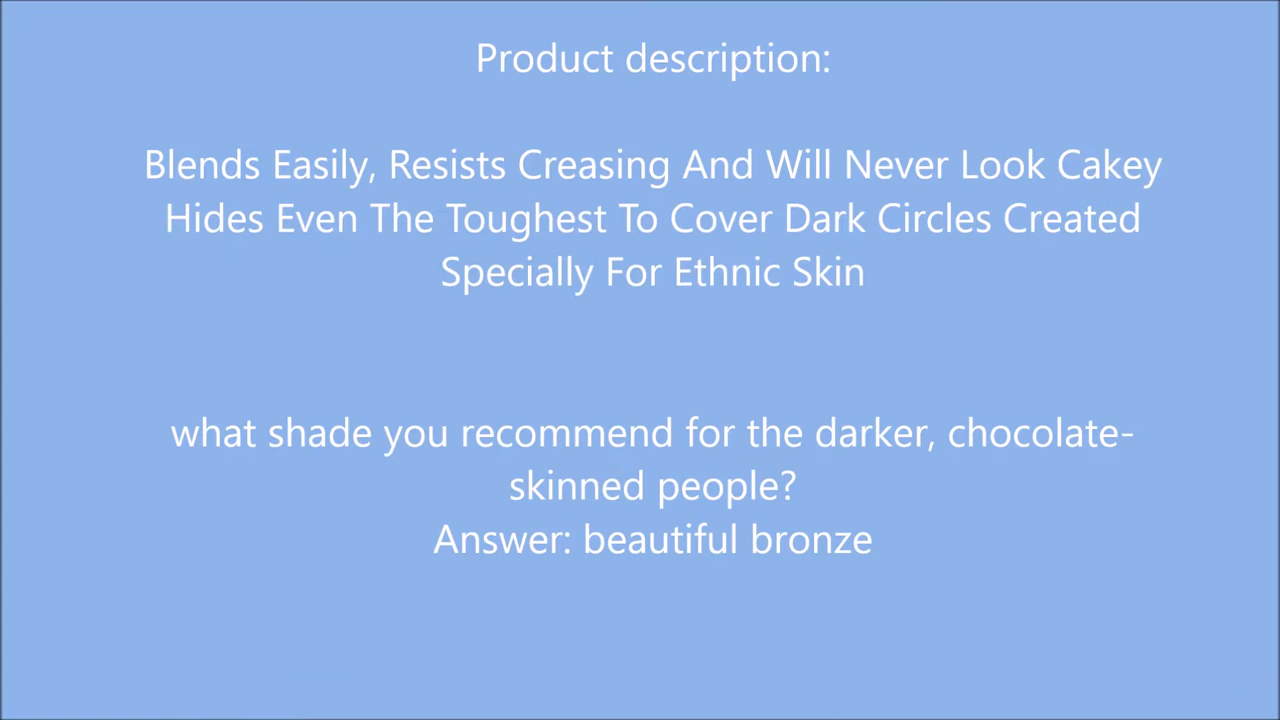 Product description:
Blends Easily, Resists Creasing And Will Never Look Cakey
Hides Even The Toughest To Cover Dark Circles Created
Specially For Ethnic Skin
what shade you recommend for the darker, chocolate-
skinned people?
Answer: beautiful bronze